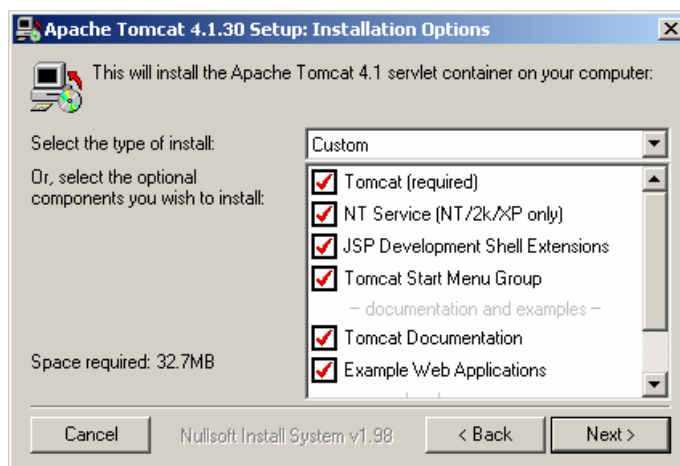 Apache Tomcat 4.1.30 Setup: Installation Options
This will install the Apache Tomcat 4.1 servlet container on your computer:
Select the type of install:
Custom
Or, select the optional
components you wish to install:
Tomcat (required)
NT Service (NT/2k/XP only)
JSP Development Shell Extensions
Tomcat Start Menu Group
– documentation and examples –
Tomcat Documentation
Example Web Applications
Space required: 32.7MB
Cancel
Nullsoft Install System v1.98
< Back
Next >